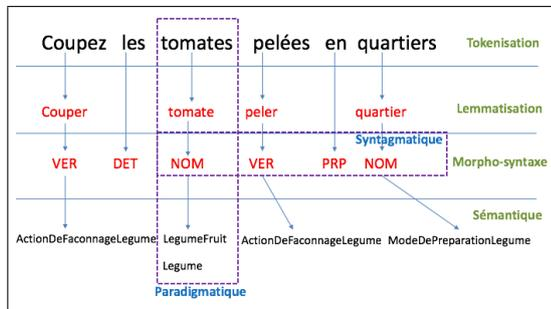 Coupez les tomates pelées en quartiers Tokenisation
Couper tomate peler quartier Lemmatisation
Syntagmatique
VER DET NOM VER PRP NOM Morpho-syntaxe
Sémantique
ActionDeFaconnageLegume LegumeFruit ActionDeFaconnageLegume ModeDePreparationLegume
Legume
Paradigmatique